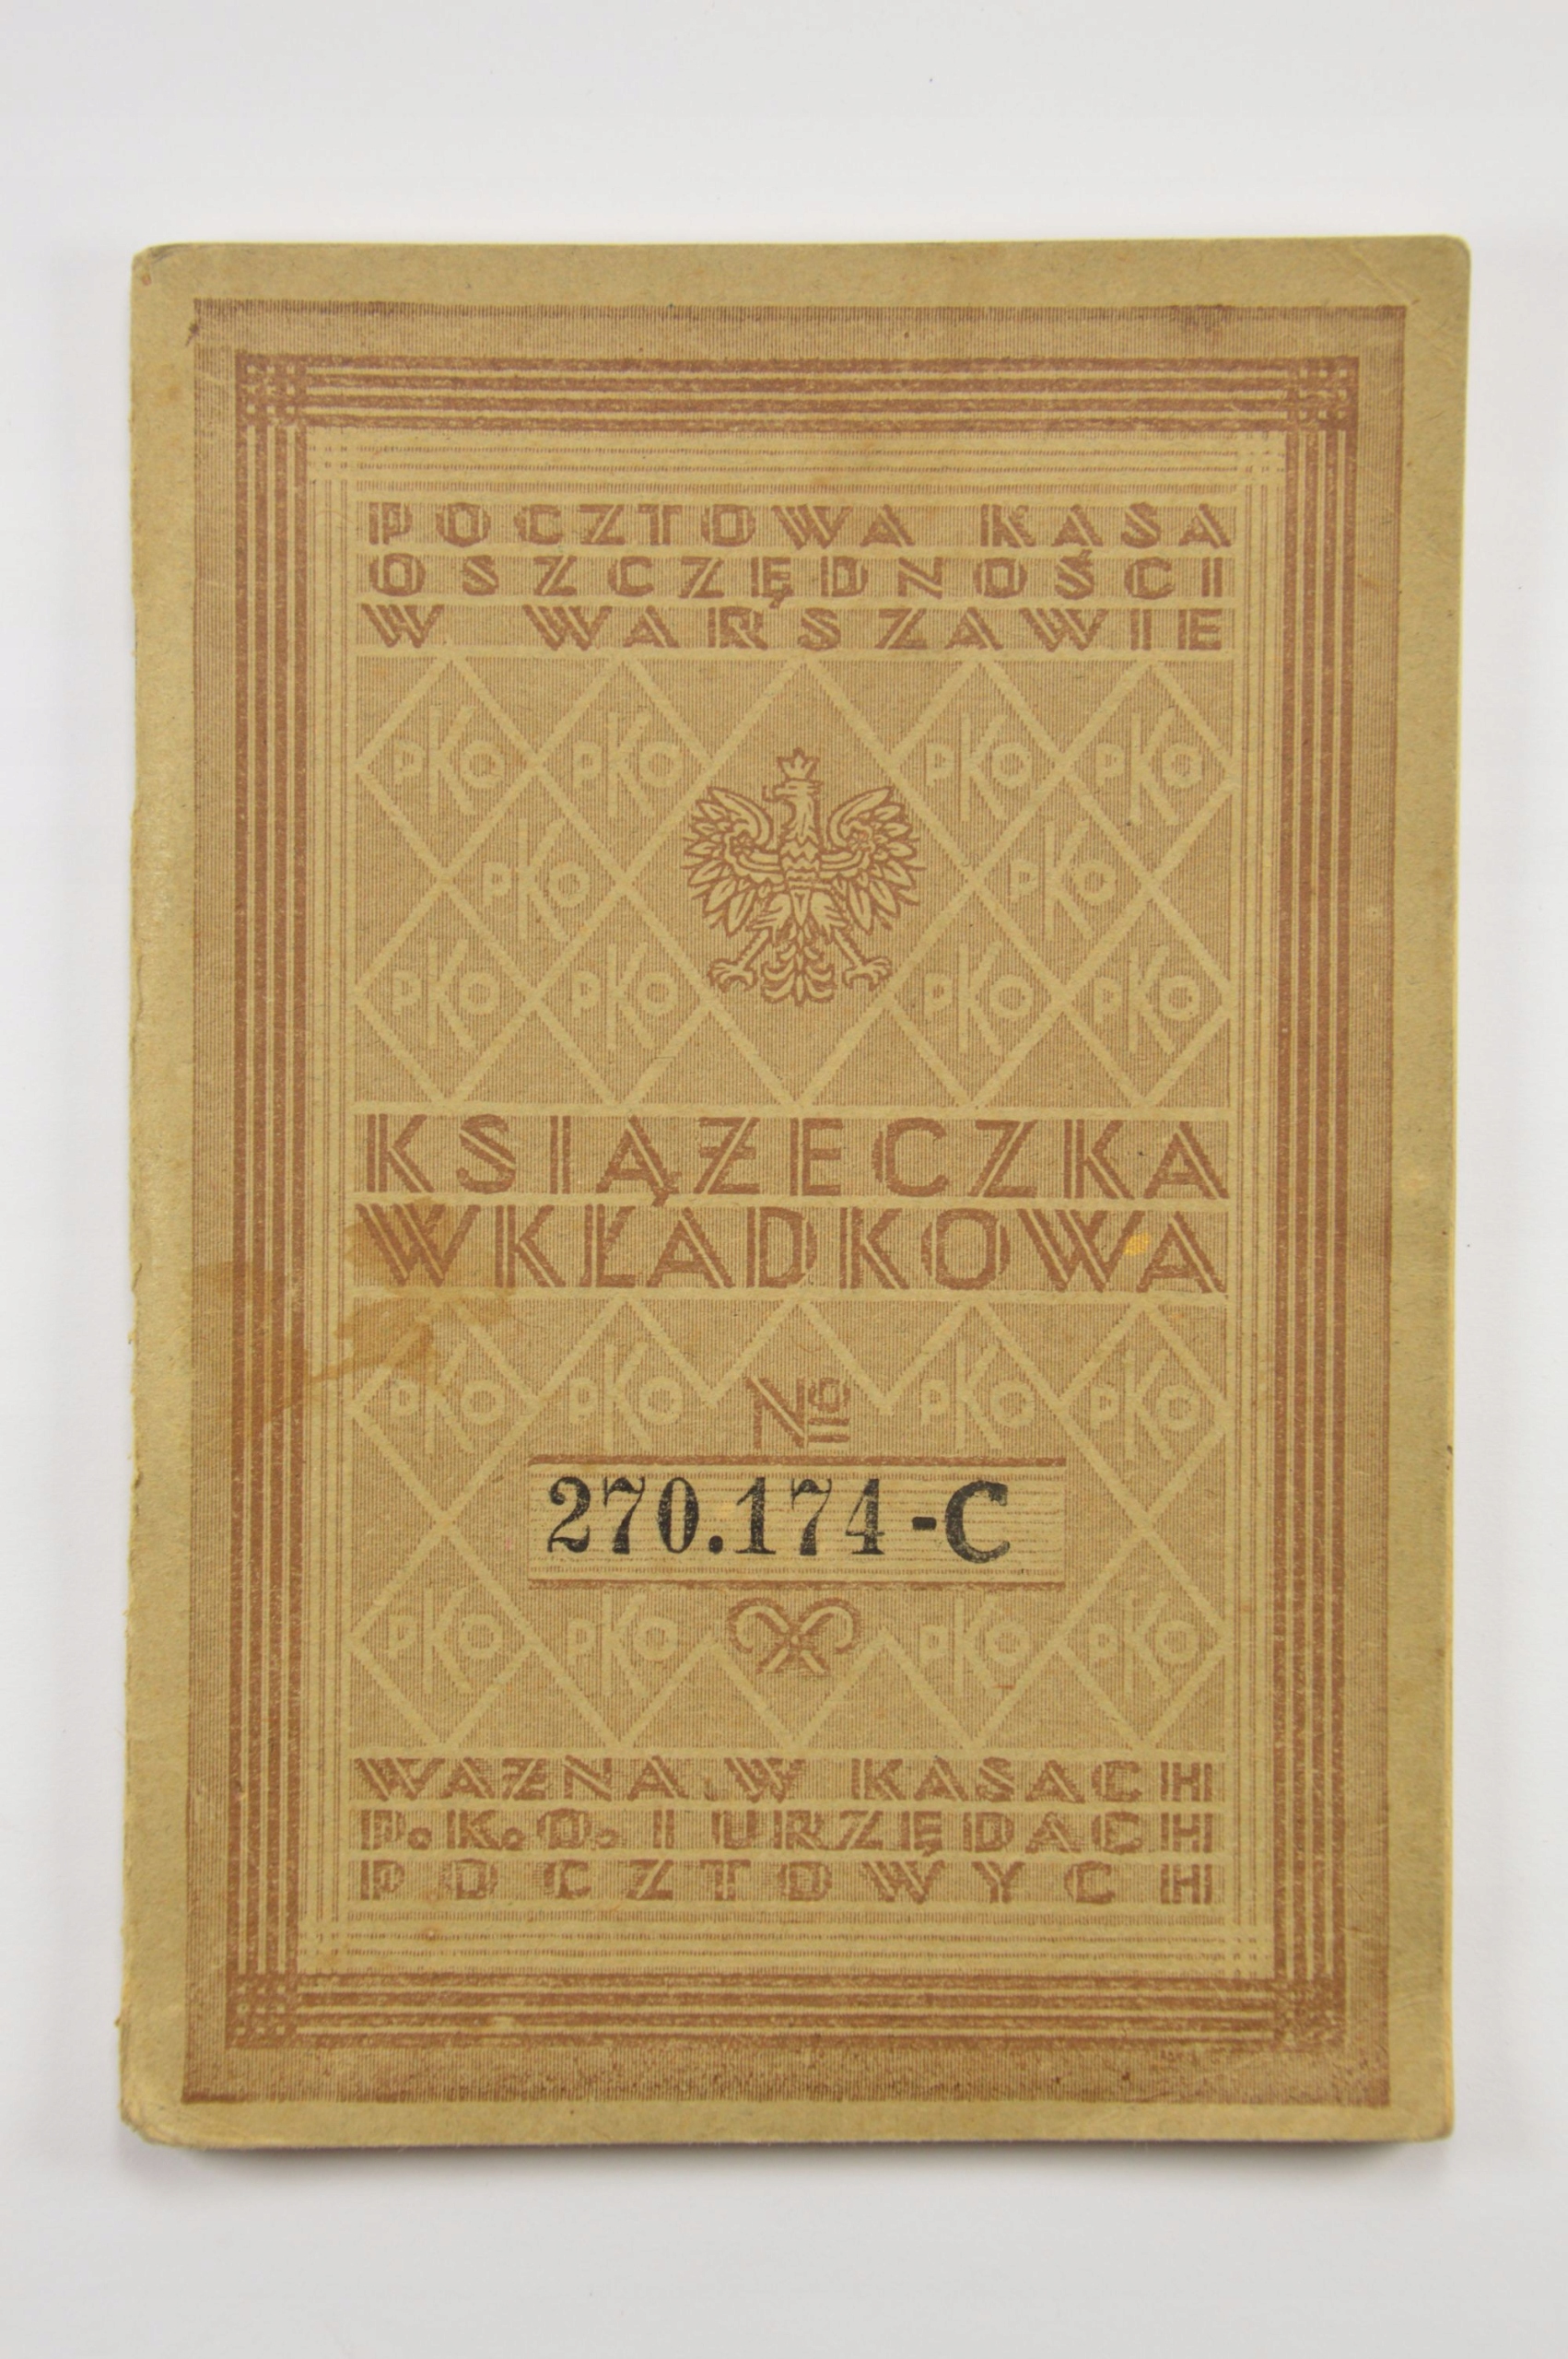 POCZTOWA KASA
OSZCZĘDNOŚCI
W WARSZAWIE
PKO PKO PKO PKO
PKO PKO
PKO PKO PKO PKO
KSIĄŻECZKA
WKŁADKOWA
PKO PKO № PKO PKO
270.174-C
PKO PKO PKO PKO
WAŻNA W KASACH
P.K.O. I URZĘDACH
POCZTOWYCH